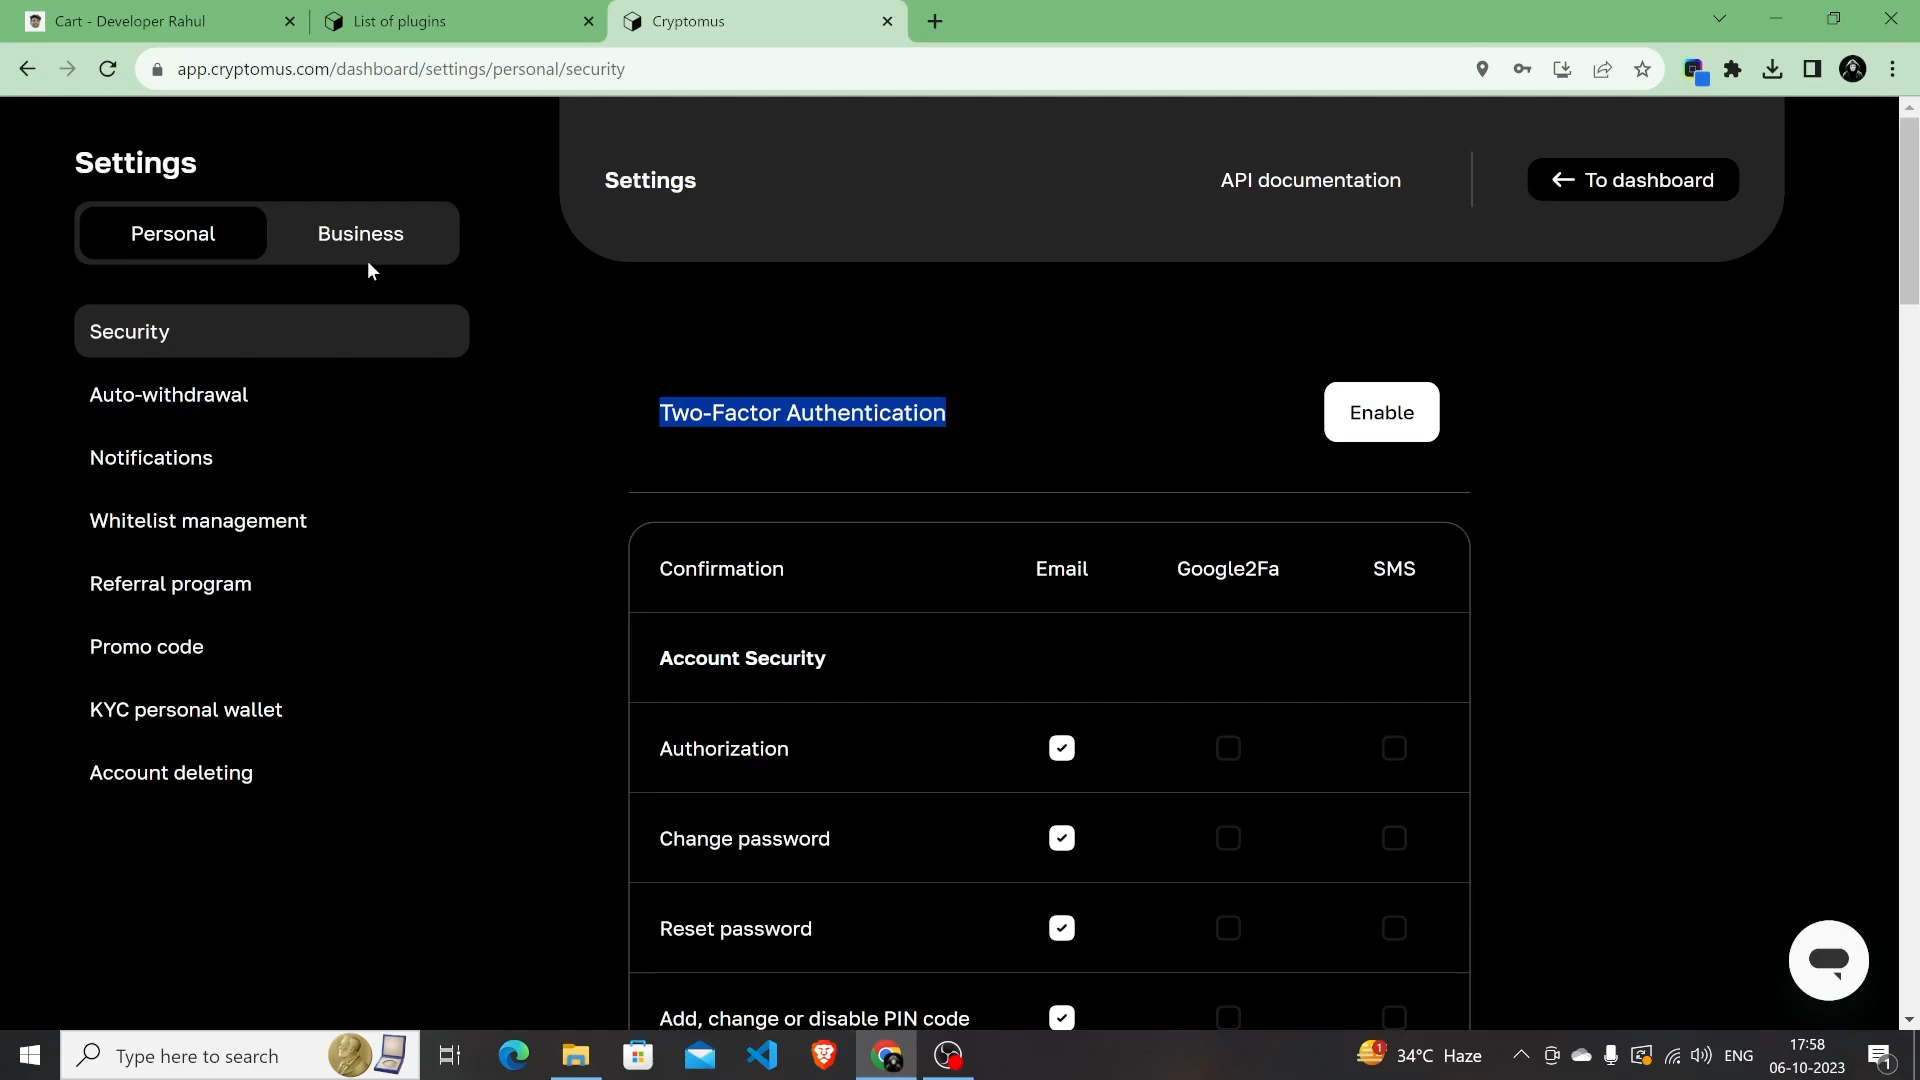 Cart - Developer Rahul
List of plugins
Cryptomus
app.cryptomus.com/dashboard/settings/personal/security
Settings
Personal
Business
Security
Auto-withdrawal
Notifications
Whitelist management
Referral program
Promo code
KYC personal wallet
Account deleting
Settings
API documentation
To dashboard
Two-Factor Authentication
Enable
Confirmation Email Google2Fa SMS
Account Security
Authorization
Change password
Reset password
Add, change or disable PIN code
Type here to search
1
34°C Haze
ENG
17:58
06-10-2023
1